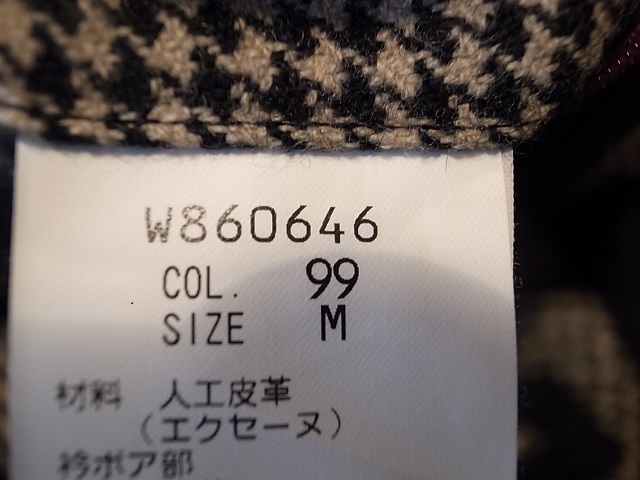 W860646
COL. 99
SIZE M
材料 人工皮革
（エクセーヌ）
衿ボア部